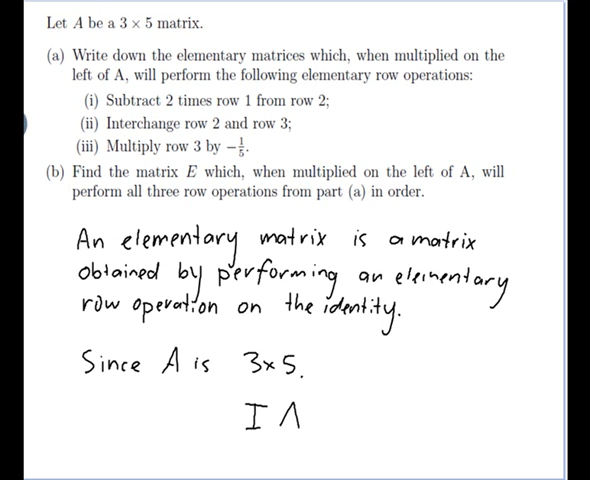 Let A be a 3 × 5 matrix.
(a) Write down the elementary matrices which, when multiplied on the
left of A, will perform the following elementary row operations:
(i) Subtract 2 times row 1 from row 2;
(ii) Interchange row 2 and row 3;
(iii) Multiply row 3 by −1/5.
(b) Find the matrix E which, when multiplied on the left of A, will
perform all three row operations from part (a) in order.
An elementary matrix is a matrix
obtained by performing an elementary
row operation on the identity.
Since A is 3×5.
I Λ